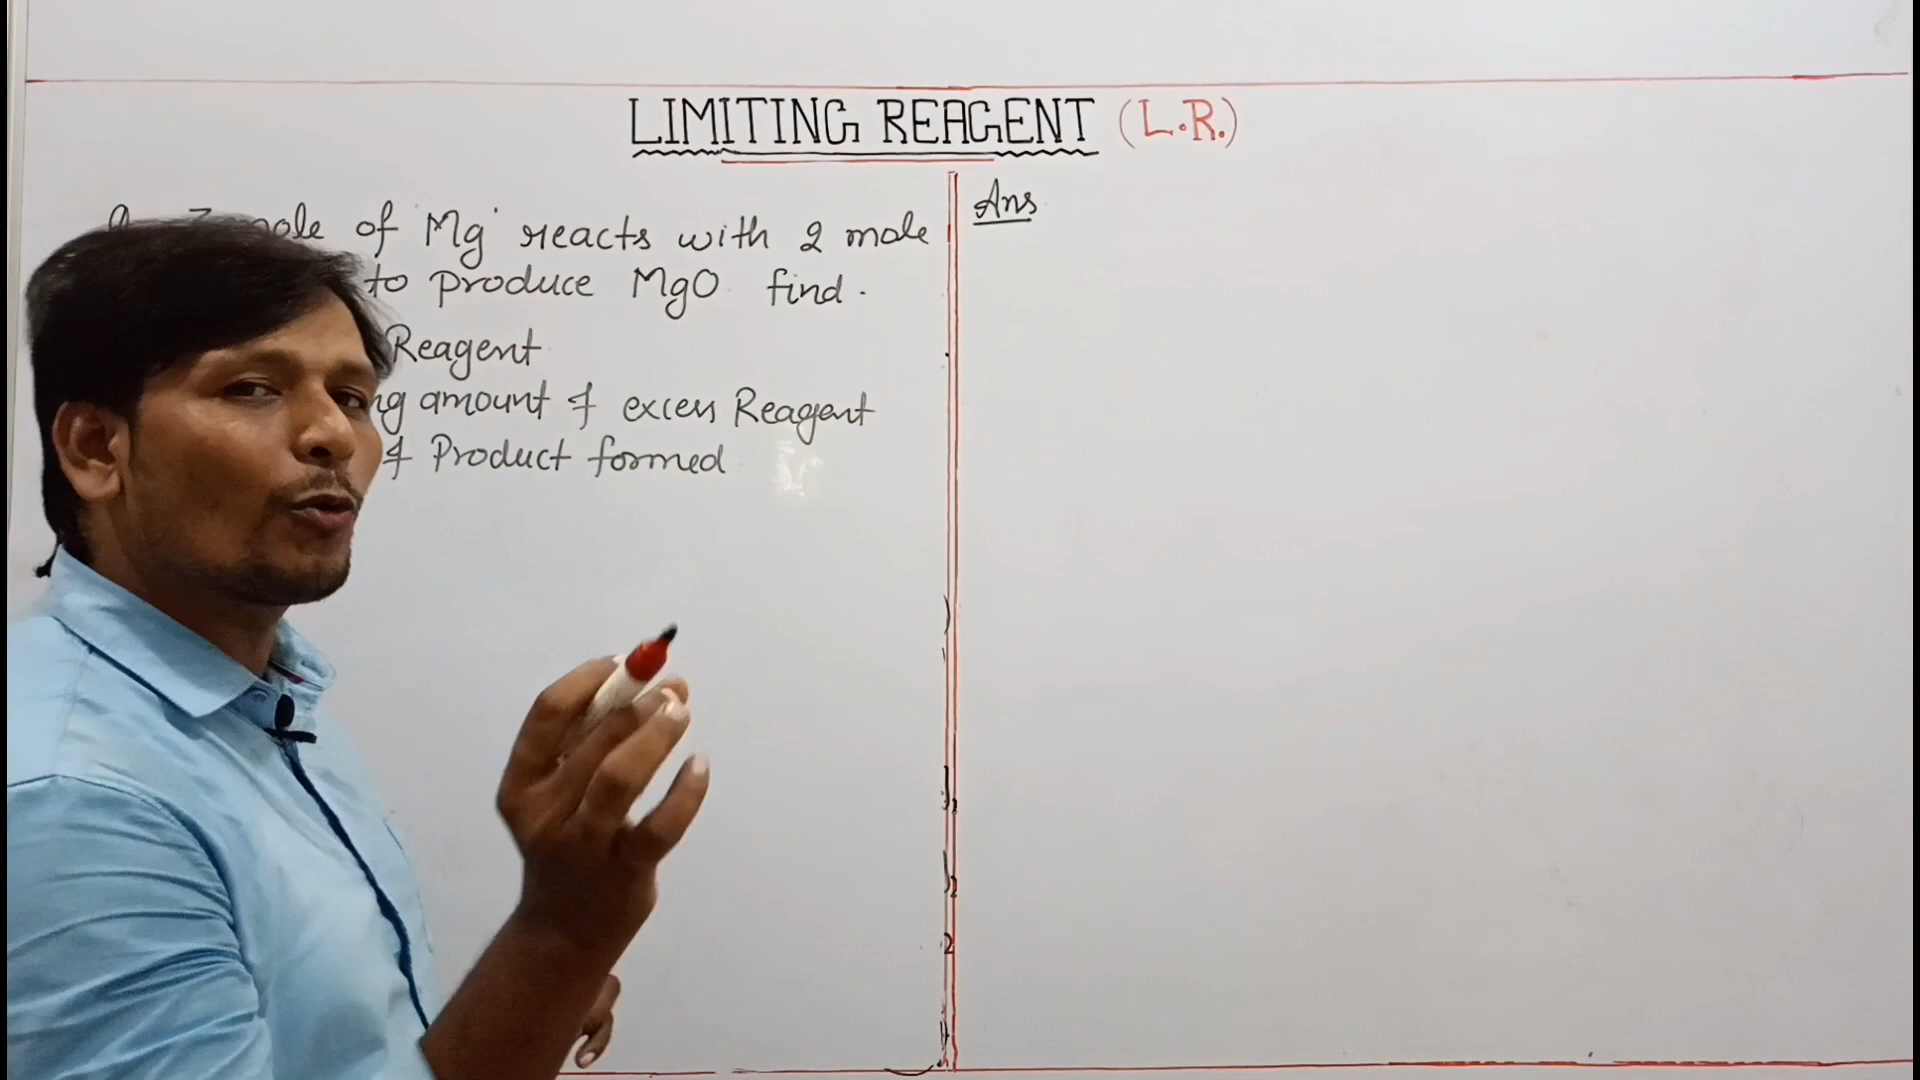 LIMITING REAGENT (L.R.)
mole of Mg reacts with 2 mole
to produce MgO find.
Reagent
amount of excess Reagent
of Product formed
Ans